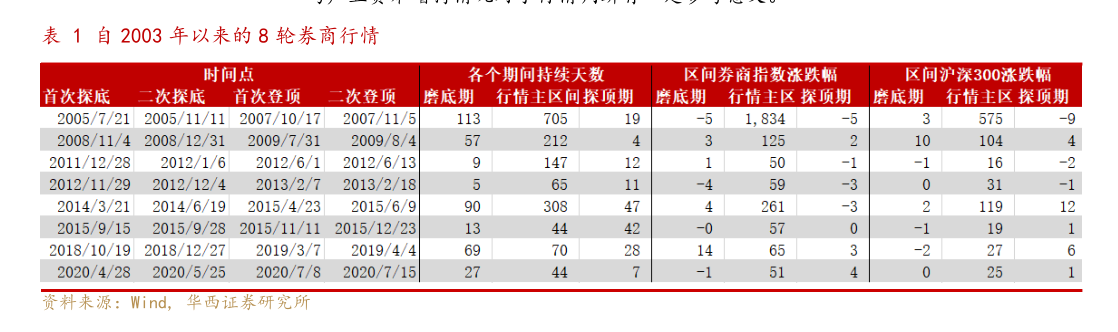 表 1 自 2003 年以来的 8 轮券商行情
时间点 各个期间持续天数 区间券商指数涨跌幅 区间沪深300涨跌幅
首次探底 二次探底 首次登顶 二次登顶 磨底期 行情主区间 探顶期 磨底期 行情主区 探顶期 磨底期 行情主区 探顶期
2005/7/21 2005/11/11 2007/10/17 2007/11/5 113 705 19 -5 1,834 -5 3 575 -9
2008/11/4 2008/12/31 2009/7/31 2009/8/4 57 212 4 3 125 2 10 104 4
2011/12/28 2012/1/6 2012/6/1 2012/6/13 9 147 12 1 50 -1 -1 16 -2
2012/11/29 2012/12/4 2013/2/7 2013/2/18 5 65 11 -4 59 -3 0 31 -1
2014/3/21 2014/6/19 2015/4/23 2015/6/9 90 308 47 4 261 -3 2 119 12
2015/9/15 2015/9/28 2015/11/11 2015/12/23 13 44 42 -0 57 0 -1 19 1
2018/10/19 2018/12/27 2019/3/7 2019/4/4 69 70 28 14 65 3 -2 27 6
2020/4/28 2020/5/25 2020/7/8 2020/7/15 27 44 7 -1 51 4 0 25 1
资料来源：Wind, 华西证券研究所